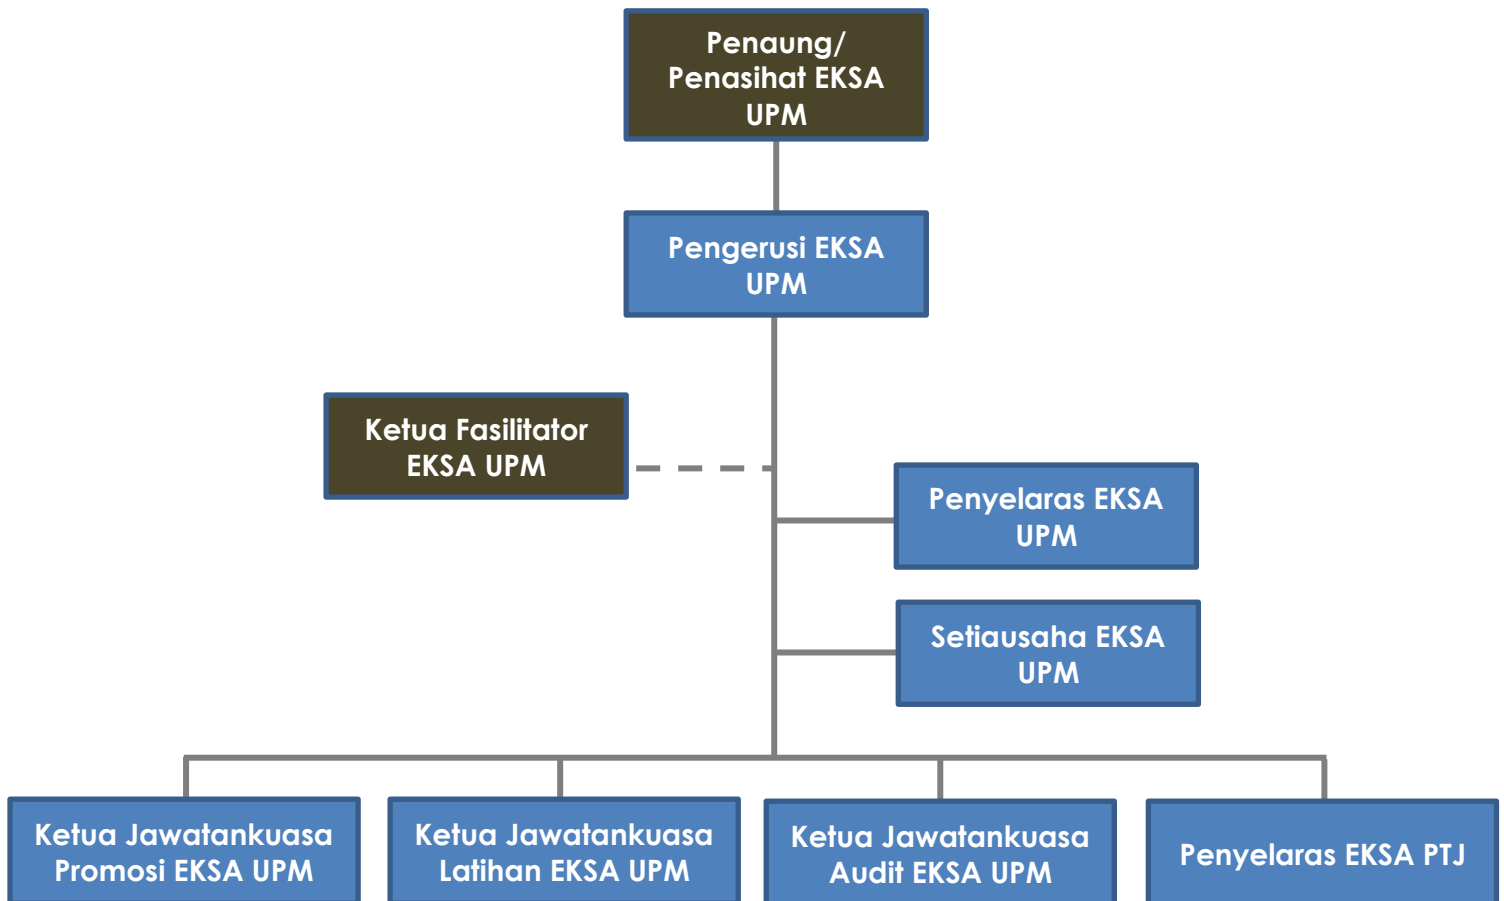 Penaung/
Penasihat EKSA
UPM
Pengerusi EKSA
UPM
Ketua Fasilitator
EKSA UPM
Penyelaras EKSA
UPM
Setiausaha EKSA
UPM
Ketua Jawatankuasa
Promosi EKSA UPM
Ketua Jawatankuasa
Latihan EKSA UPM
Ketua Jawatankuasa
Audit EKSA UPM
Penyelaras EKSA PTJ